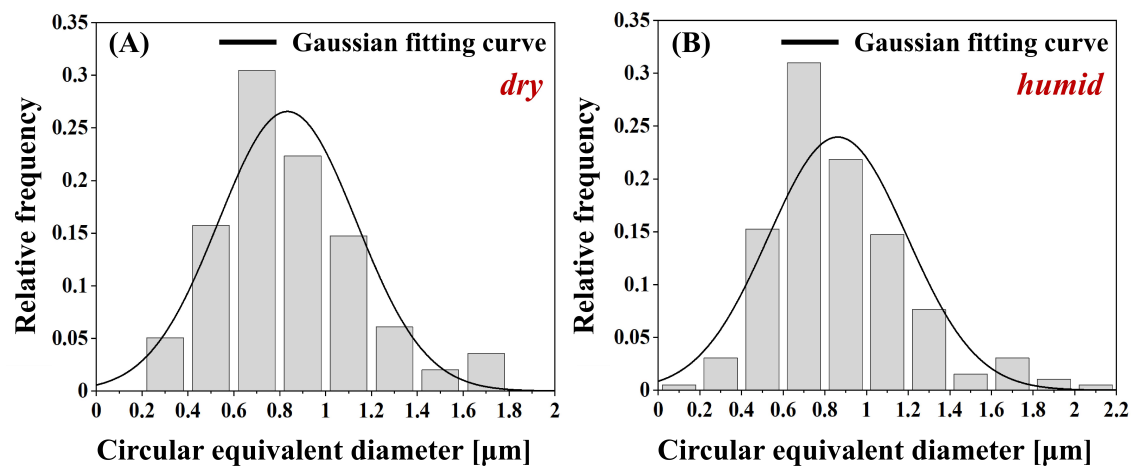 (A)
Gaussian fitting curve
dry
Relative frequency
0.35
0.3
0.25
0.2
0.15
0.1
0.05
0
0 0.2 0.4 0.6 0.8 1 1.2 1.4 1.6 1.8 2
Circular equivalent diameter [μm]
(B)
Gaussian fitting curve
humid
Relative frequency
0.35
0.3
0.25
0.2
0.15
0.1
0.05
0
0 0.2 0.4 0.6 0.8 1 1.2 1.4 1.6 1.8 2 2.2
Circular equivalent diameter [μm]